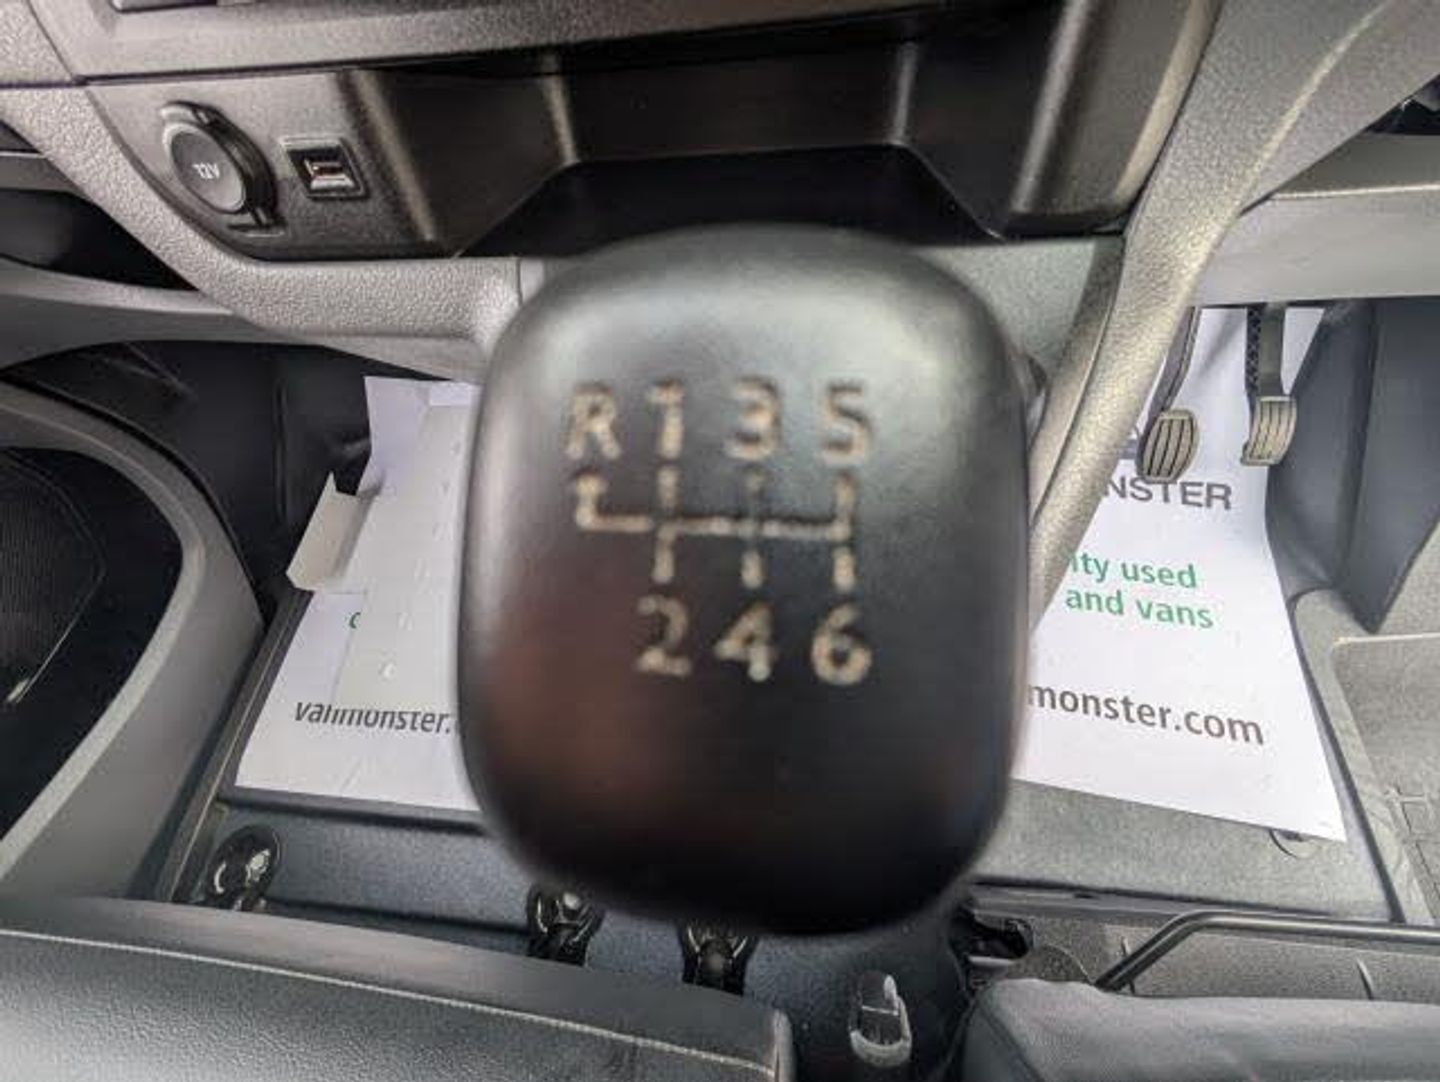 12V
R 1 3 5
2 4 6
vanmonster.
NSTER
ity used
and vans
monster.com